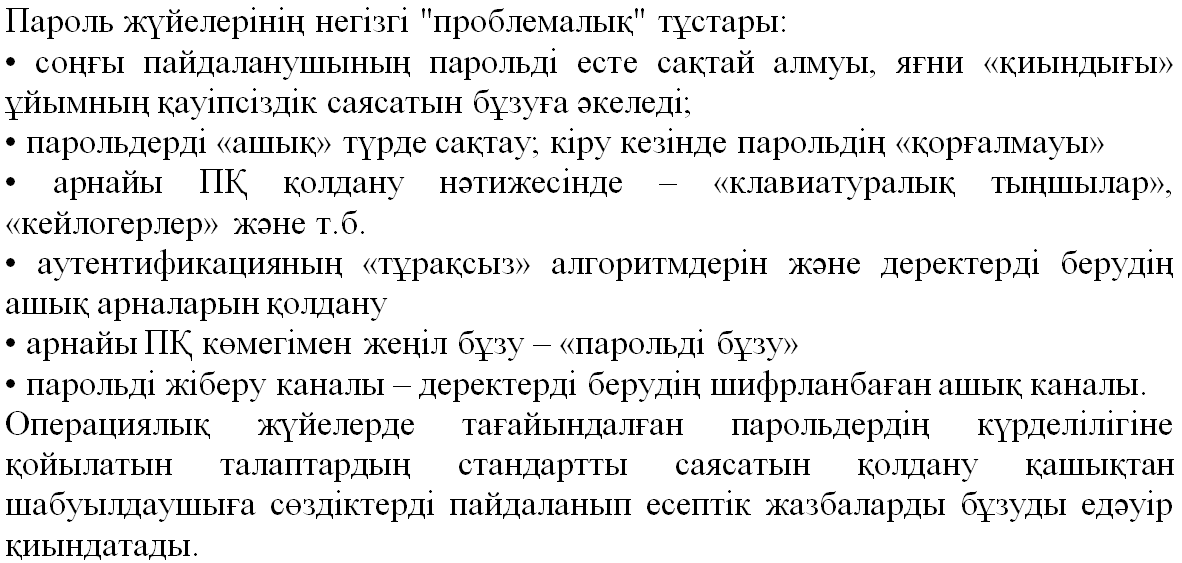 Пароль жүйелерінің негізгі "проблемалық" тұстары:
• соңғы пайдаланушының парольді есте сақтай алмуы, яғни «қиындығы»
ұйымның қауіпсіздік саясатын бұзуға әкеледі;
• парольдерді «ашық» түрде сақтау; кіру кезінде парольдің «қорғалмауы»
• арнайы ПҚ қолдану нәтижесінде – «клавиатуралық тыңшылар»,
«кейлогерлер» және т.б.
• аутентификацияның «тұрақсыз» алгоритмдерін және деректерді берудің
ашық арналарын қолдану
• арнайы ПҚ көмегімен жеңіл бұзу – «парольді бұзу»
• парольді жіберу каналы – деректерді берудің шифрланбаған ашық каналы.
Операциялық жүйелерде тағайындалған парольдердің күрделілігіне
қойылатын талаптардың стандартты саясатын қолдану қашықтан
шабуылдаушыға сөздіктерді пайдаланып есептік жазбаларды бұзуды едәуір
қиындатады.